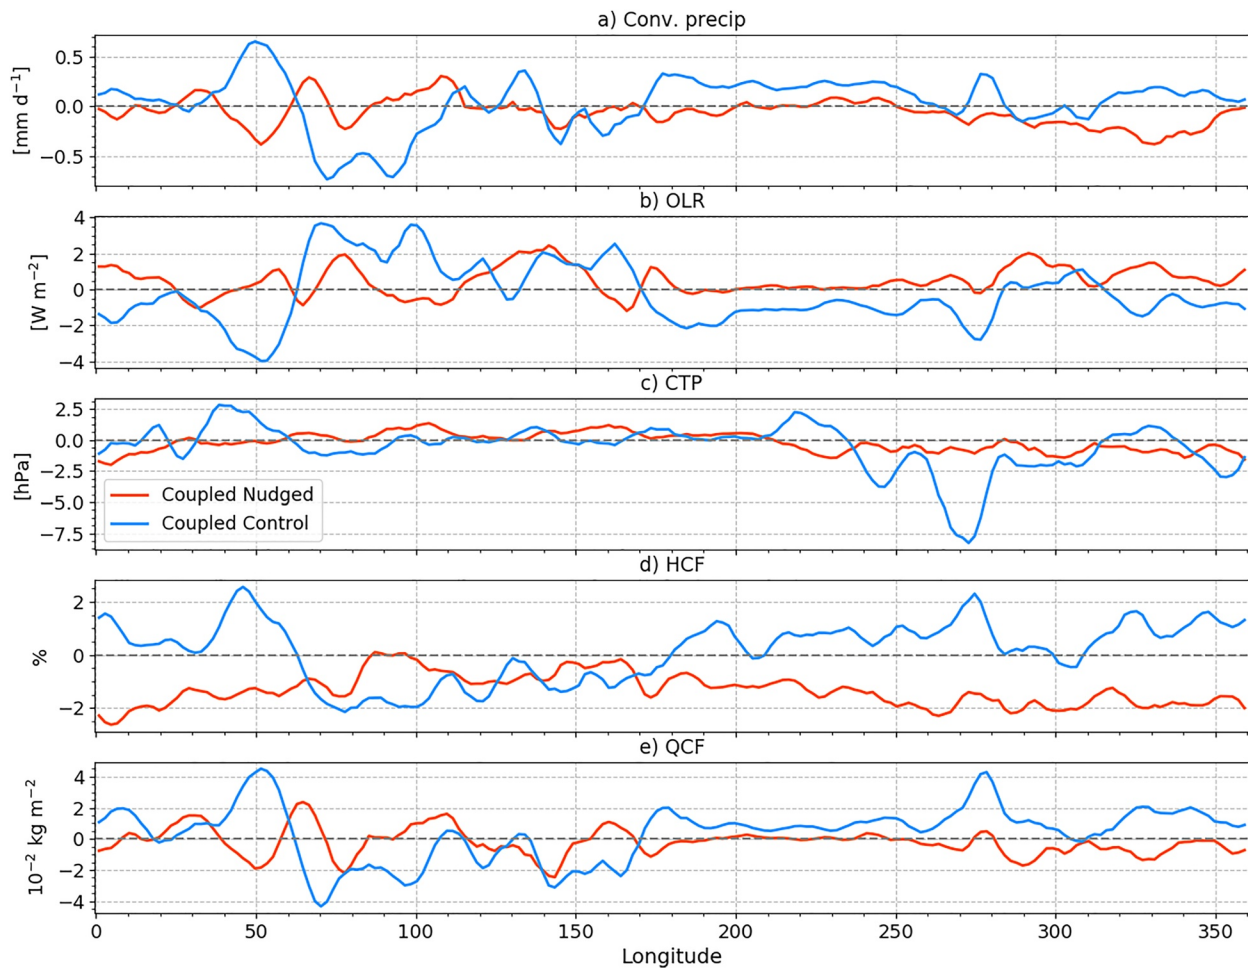 a) Conv. precip
0.5
0.0
−0.5
[mm d⁻¹]
b) OLR
4
2
0
−2
−4
[W m⁻²]
c) CTP
2.5
0.0
−2.5
−5.0
−7.5
[hPa]
Coupled Nudged
Coupled Control
d) HCF
2
0
−2
%
e) QCF
4
2
0
−2
−4
10⁻² kg m⁻²
0 50 100 150 200 250 300 350
Longitude